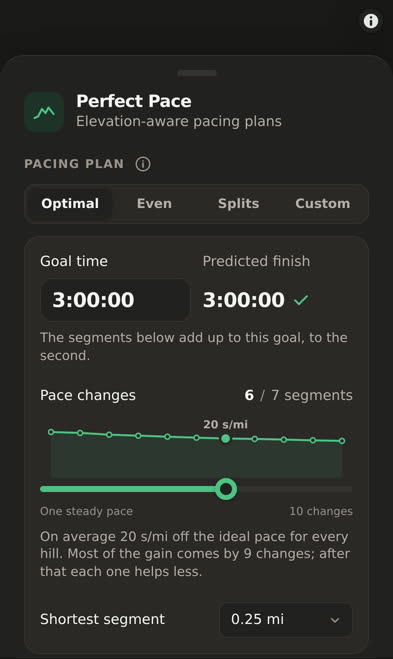 Perfect Pace
Elevation-aware pacing plans
PACING PLAN
Optimal Even Splits Custom
Goal time Predicted finish
3:00:00 3:00:00
The segments below add up to this goal, to the
second.
Pace changes 6 / 7 segments
20 s/mi
One steady pace 10 changes
On average 20 s/mi off the ideal pace for every
hill. Most of the gain comes by 9 changes; after
that each one helps less.
Shortest segment 0.25 mi